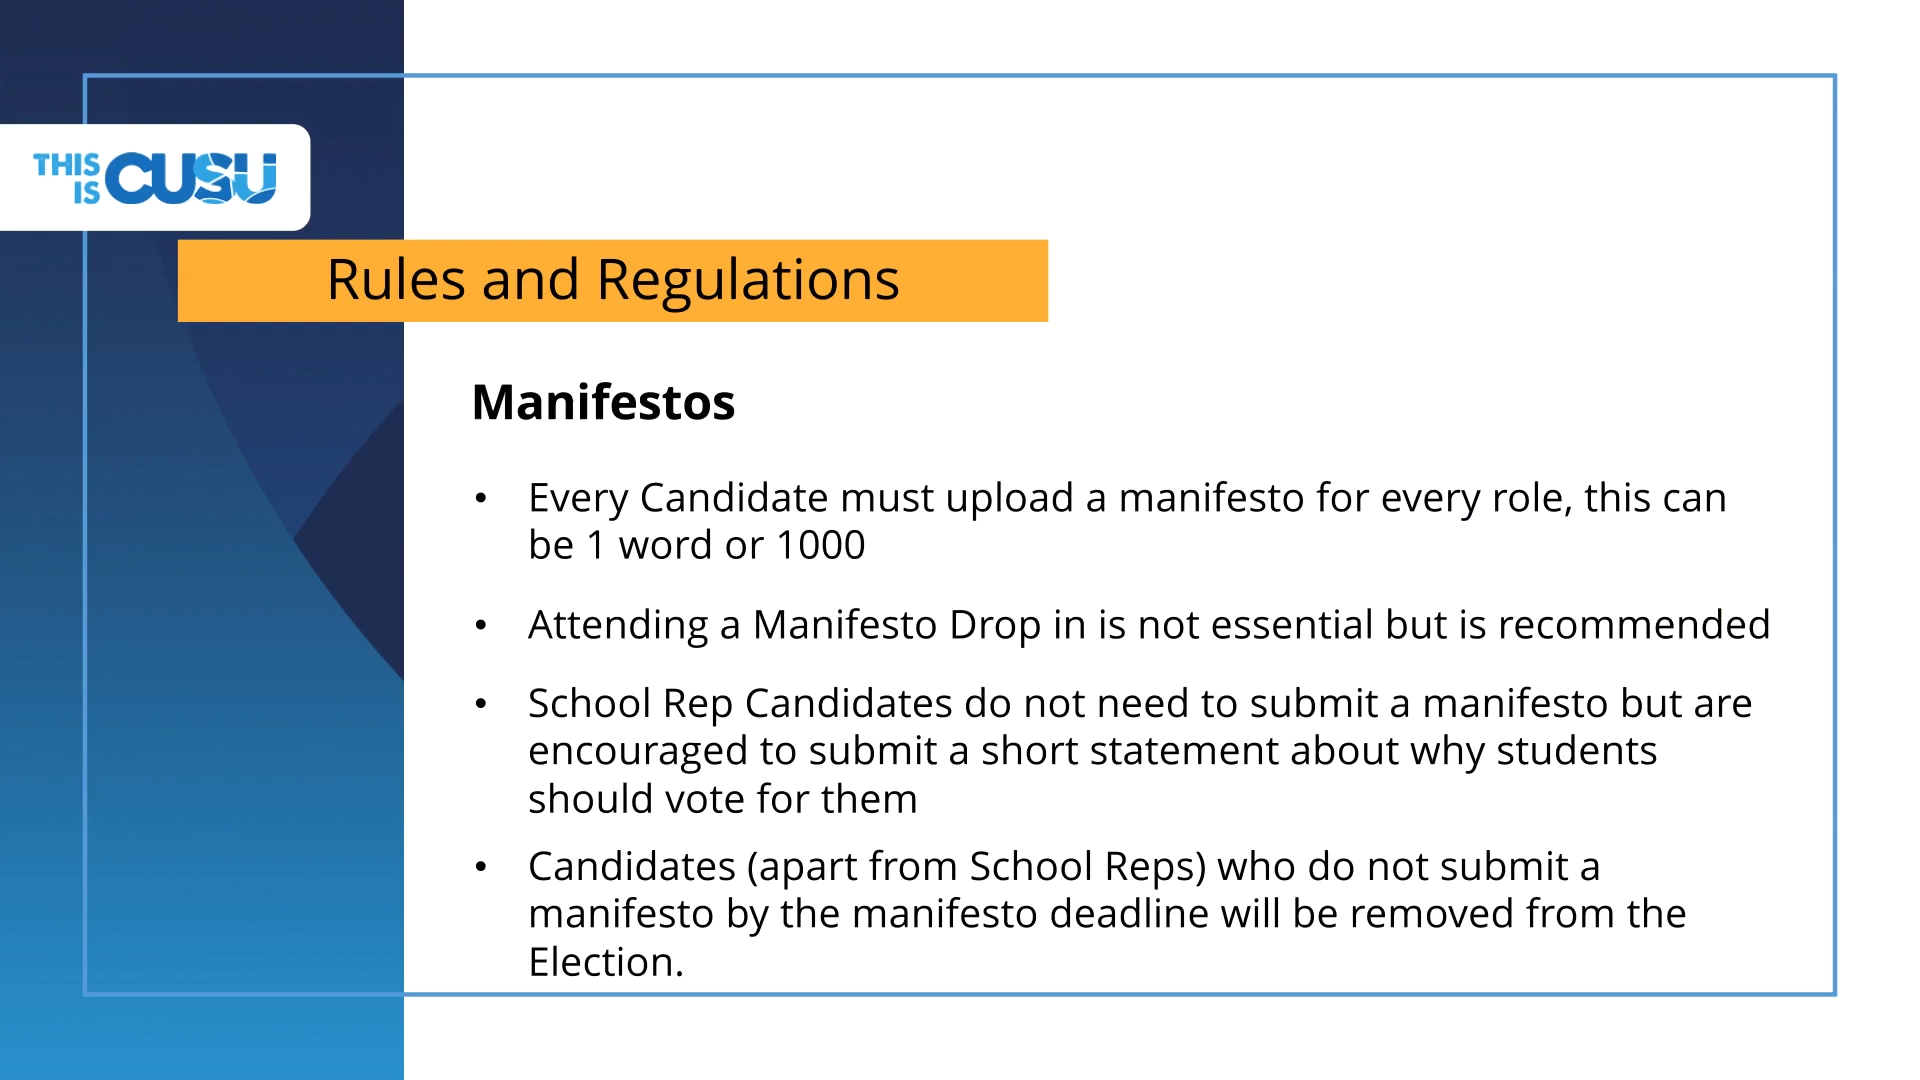 THIS
IS CUSU
Rules and Regulations
Manifestos
• Every Candidate must upload a manifesto for every role, this can
be 1 word or 1000
• Attending a Manifesto Drop in is not essential but is recommended
• School Rep Candidates do not need to submit a manifesto but are
encouraged to submit a short statement about why students
should vote for them
• Candidates (apart from School Reps) who do not submit a
manifesto by the manifesto deadline will be removed from the
Election.